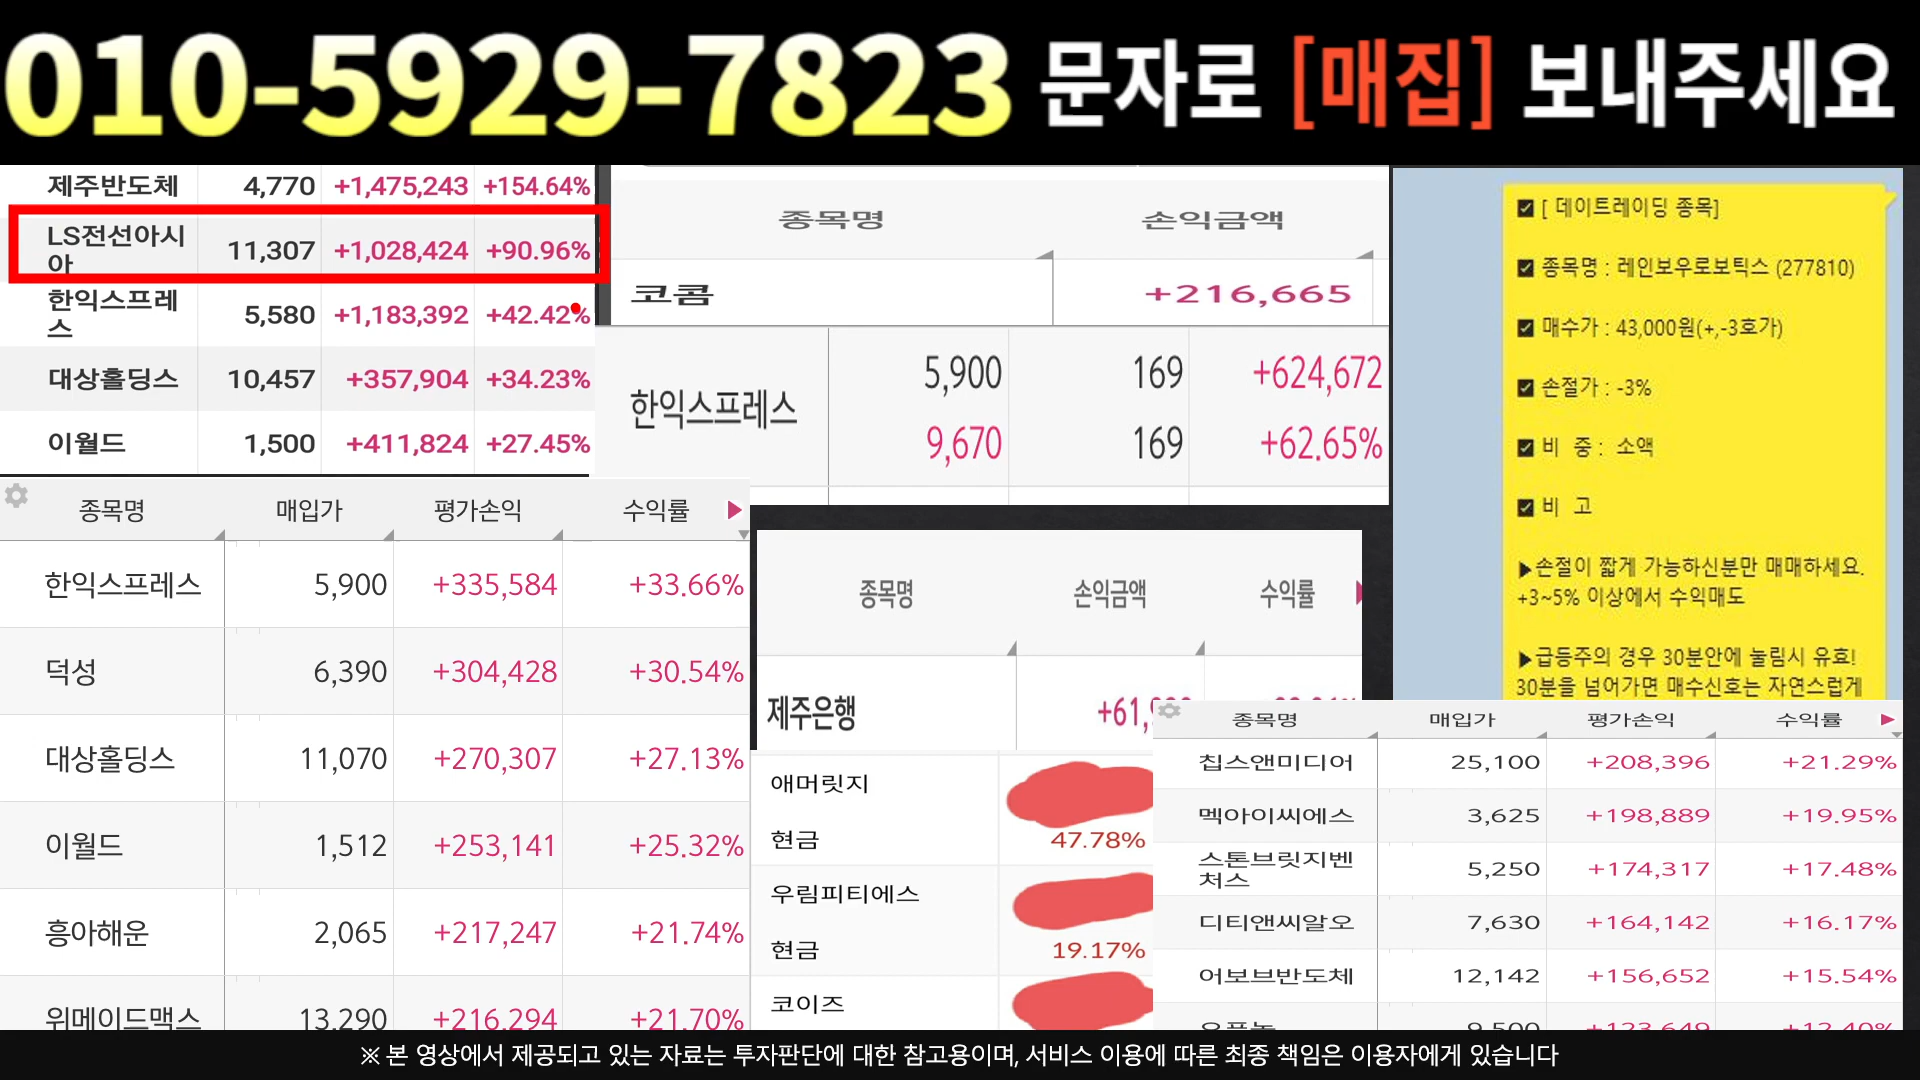 010-5929-7823 문자로 [매집] 보내주세요
제주반도체 4,770 +1,475,243 +154.64%
LS전선아시
아 11,307 +1,028,424 +90.96%
한익스프레
스 5,580 +1,183,392 +42.42%
대상홀딩스 10,457 +357,904 +34.23%
이월드 1,500 +411,824 +27.45%
종목명 손익금액
코콤 +216,665
한익스프레스 5,900 169 +624,672
9,670 169 +62.65%
☑ [ 데이트레이딩 종목]
☑ 종목명 : 레인보우로보틱스 (277810)
☑ 매수가 : 43,000원(+,-3호가)
☑ 손절가 : -3%
☑ 비 중 : 소액
☑ 비 고
▶손절이 짧게 가능하신분만 매매하세요.
+3~5% 이상에서 수익매도
▶급등주의 경우 30분안에 눌림시 유효!
30분을 넘어가면 매수신호는 자연스럽게
종목명 매입가 평가손익 수익률
한익스프레스 5,900 +335,584 +33.66%
덕성 6,390 +304,428 +30.54%
대상홀딩스 11,070 +270,307 +27.13%
이월드 1,512 +253,141 +25.32%
흥아해운 2,065 +217,247 +21.74%
위메이드맥스 13,290 +216,294 +21.70%
종목명 손익금액 수익률
제주은행
애머릿지
현금 47.78%
우림피티에스
현금 19.17%
코이즈
종목명 매입가 평가손익 수익률
칩스앤미디어 25,100 +208,396 +21.29%
멕아이씨에스 3,625 +198,889 +19.95%
스톤브릿지벤
처스 5,250 +174,317 +17.48%
디티앤씨알오 7,630 +164,142 +16.17%
어보브반도체 12,142 +156,652 +15.54%
※ 본 영상에서 제공되고 있는 자료는 투자판단에 대한 참고용이며, 서비스 이용에 따른 최종 책임은 이용자에게 있습니다